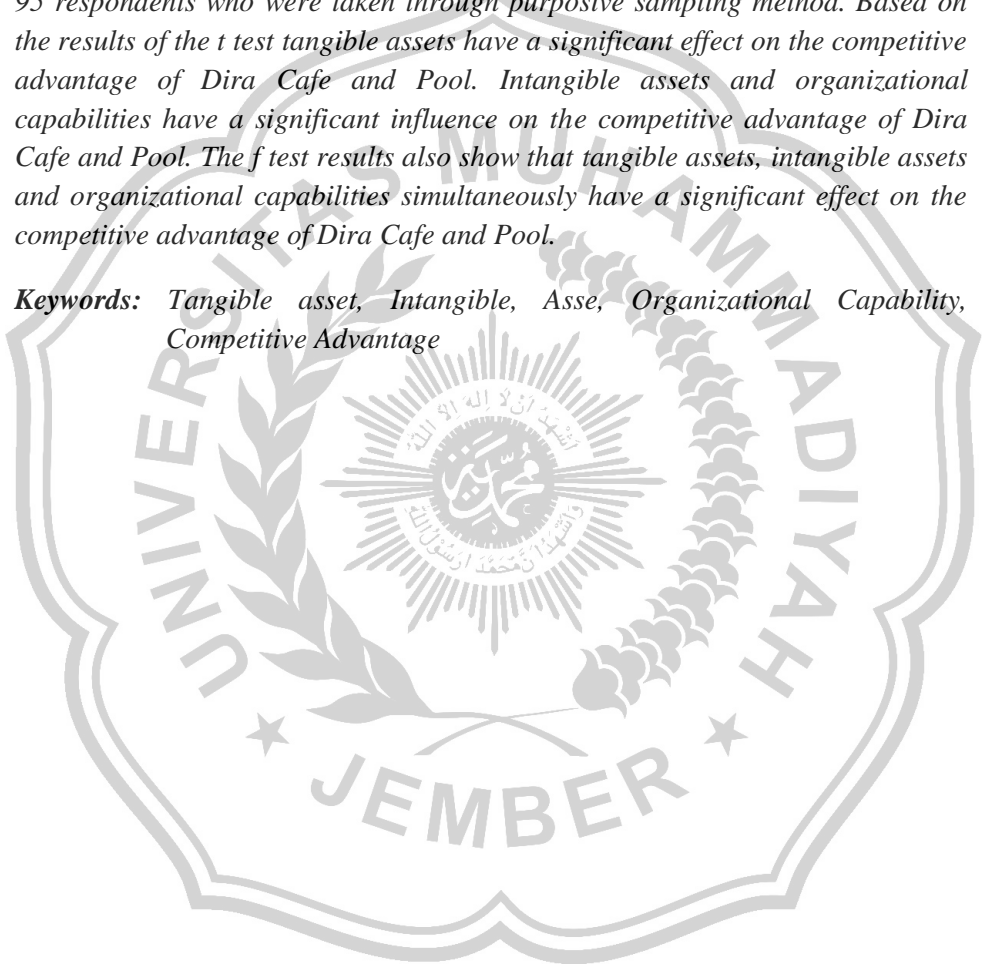 95 respondents who were taken through purposive sampling method. Based on
the results of the t test tangible assets have a significant effect on the competitive
advantage of Dira Cafe and Pool. Intangible assets and organizational
capabilities have a significant influence on the competitive advantage of Dira
Cafe and Pool. The f test results also show that tangible assets, intangible assets
and organizational capabilities simultaneously have a significant effect on the
competitive advantage of Dira Cafe and Pool.
Keywords: Tangible asset, Intangible, Asse, Organizational Capability,
Competitive Advantage
UNIVERSITAS MUHAMMADIYAH
JEMBER